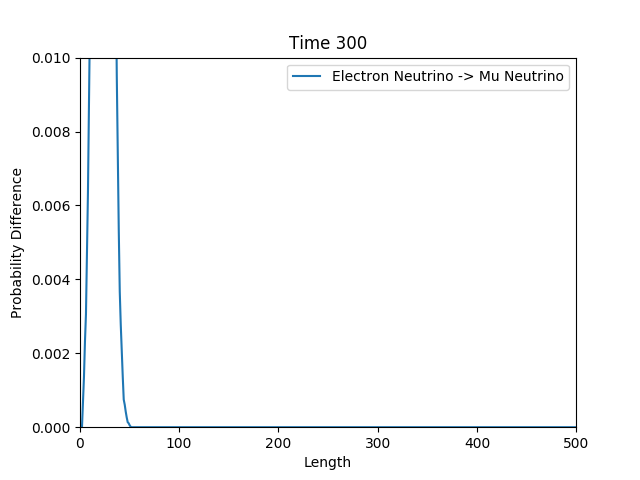 Time 300
Electron Neutrino -> Mu Neutrino
Probability Difference
0.010
0.008
0.006
0.004
0.002
0.000
0 100 200 300 400 500
Length